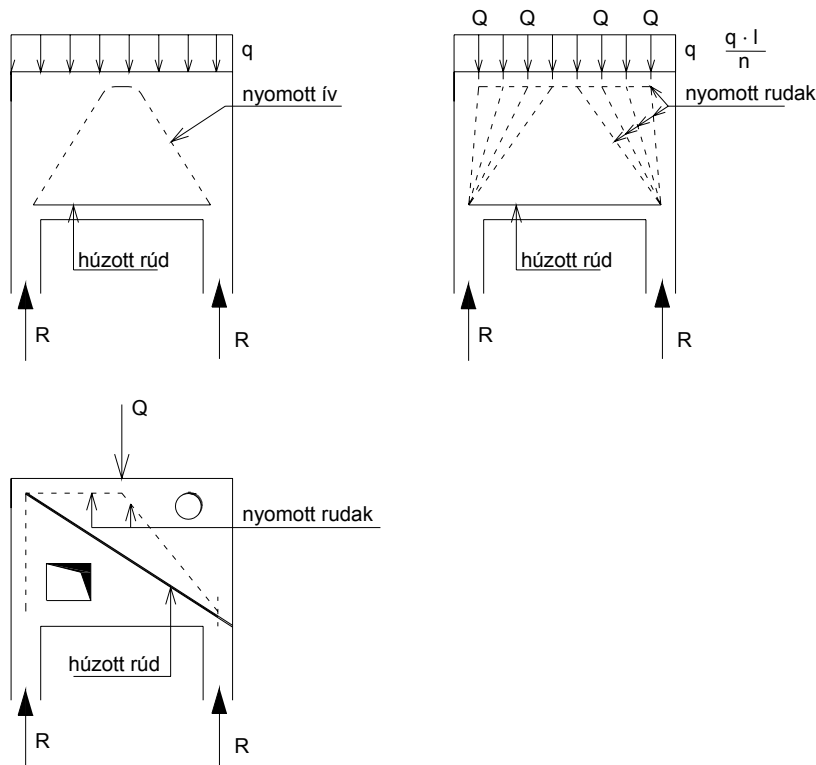 q
nyomott ív
húzott rúd
R
R
Q Q Q Q
q q · l
n
nyomott rudak
húzott rúd
R
R
Q
nyomott rudak
húzott rúd
R
R